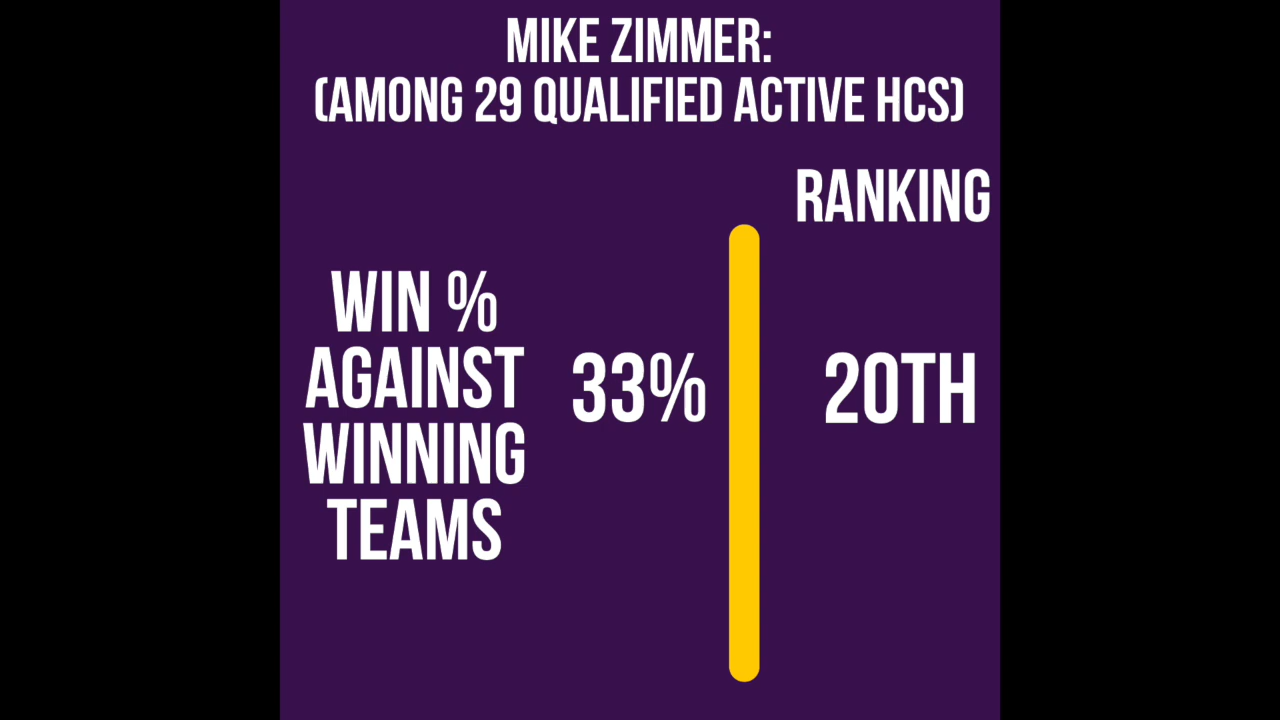 MIKE ZIMMER:
(AMONG 29 QUALIFIED ACTIVE HCS)
RANKING
WIN %
AGAINST
WINNING
TEAMS
33%
20TH